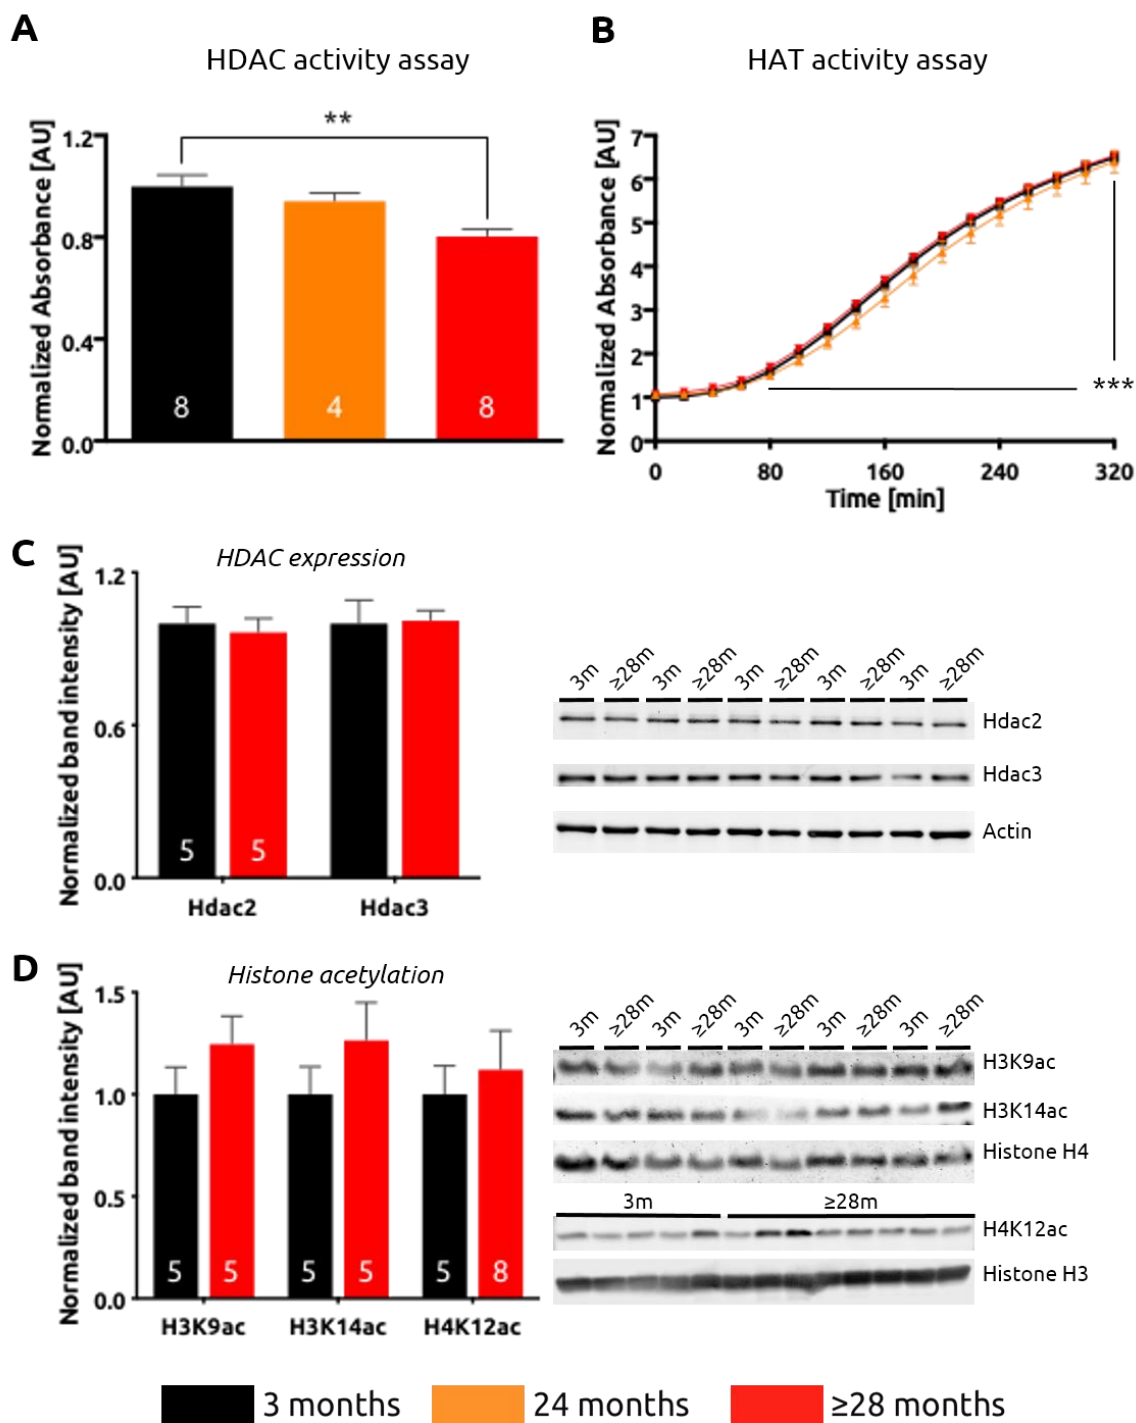 A
HDAC activity assay
Normalized Absorbance [AU]
1.2
0.8
0.4
0.0
**
8
4
8
B
HAT activity assay
Normalized Absorbance [AU]
7
6
5
4
3
2
1
0
***
0 80 160 240 320
Time [min]
C
HDAC expression
Normalized band intensity [AU]
1.2
0.6
0.0
5 5
Hdac2 Hdac3
3m ≥28m 3m ≥28m 3m ≥28m 3m ≥28m 3m ≥28m
Hdac2
Hdac3
Actin
D
Histone acetylation
Normalized band intensity [AU]
1.5
1.0
0.5
0.0
5 5 5 5 5 8
H3K9ac H3K14ac H4K12ac
3m ≥28m 3m ≥28m 3m ≥28m 3m ≥28m 3m ≥28m
H3K9ac
H3K14ac
Histone H4
3m ≥28m
H4K12ac
Histone H3
3 months 24 months ≥28 months